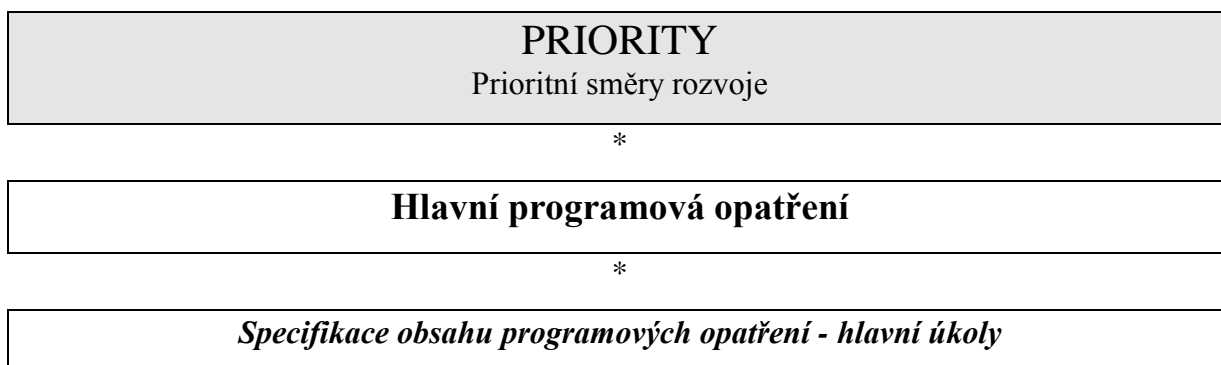 PRIORITY
Prioritní směry rozvoje
*
Hlavní programová opatření
*
Specifikace obsahu programových opatření - hlavní úkoly